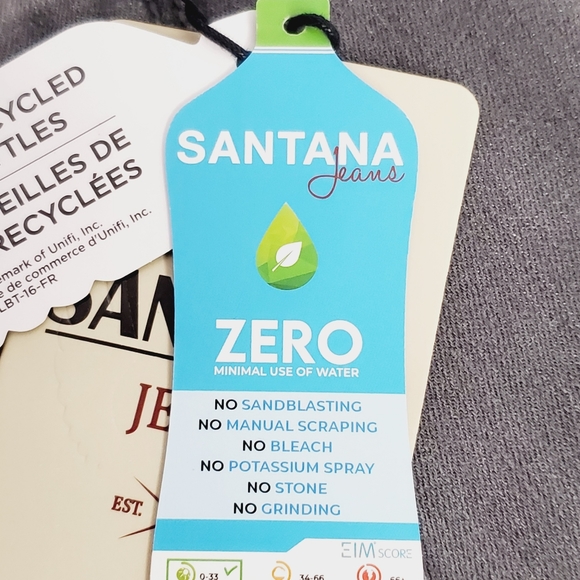 YCLED
TLES
EILLES DE
RECYCLÉES
emark of Unifi, Inc.
e de commerce d'Unifi, Inc.
LBT-16-FR
SANTANA
Jeans
ZERO
MINIMAL USE OF WATER
NO SANDBLASTING
NO MANUAL SCRAPING
NO BLEACH
NO POTASSIUM SPRAY
NO STONE
NO GRINDING
EIM SCORE
0-33
34-66
SAN
JE
EST.